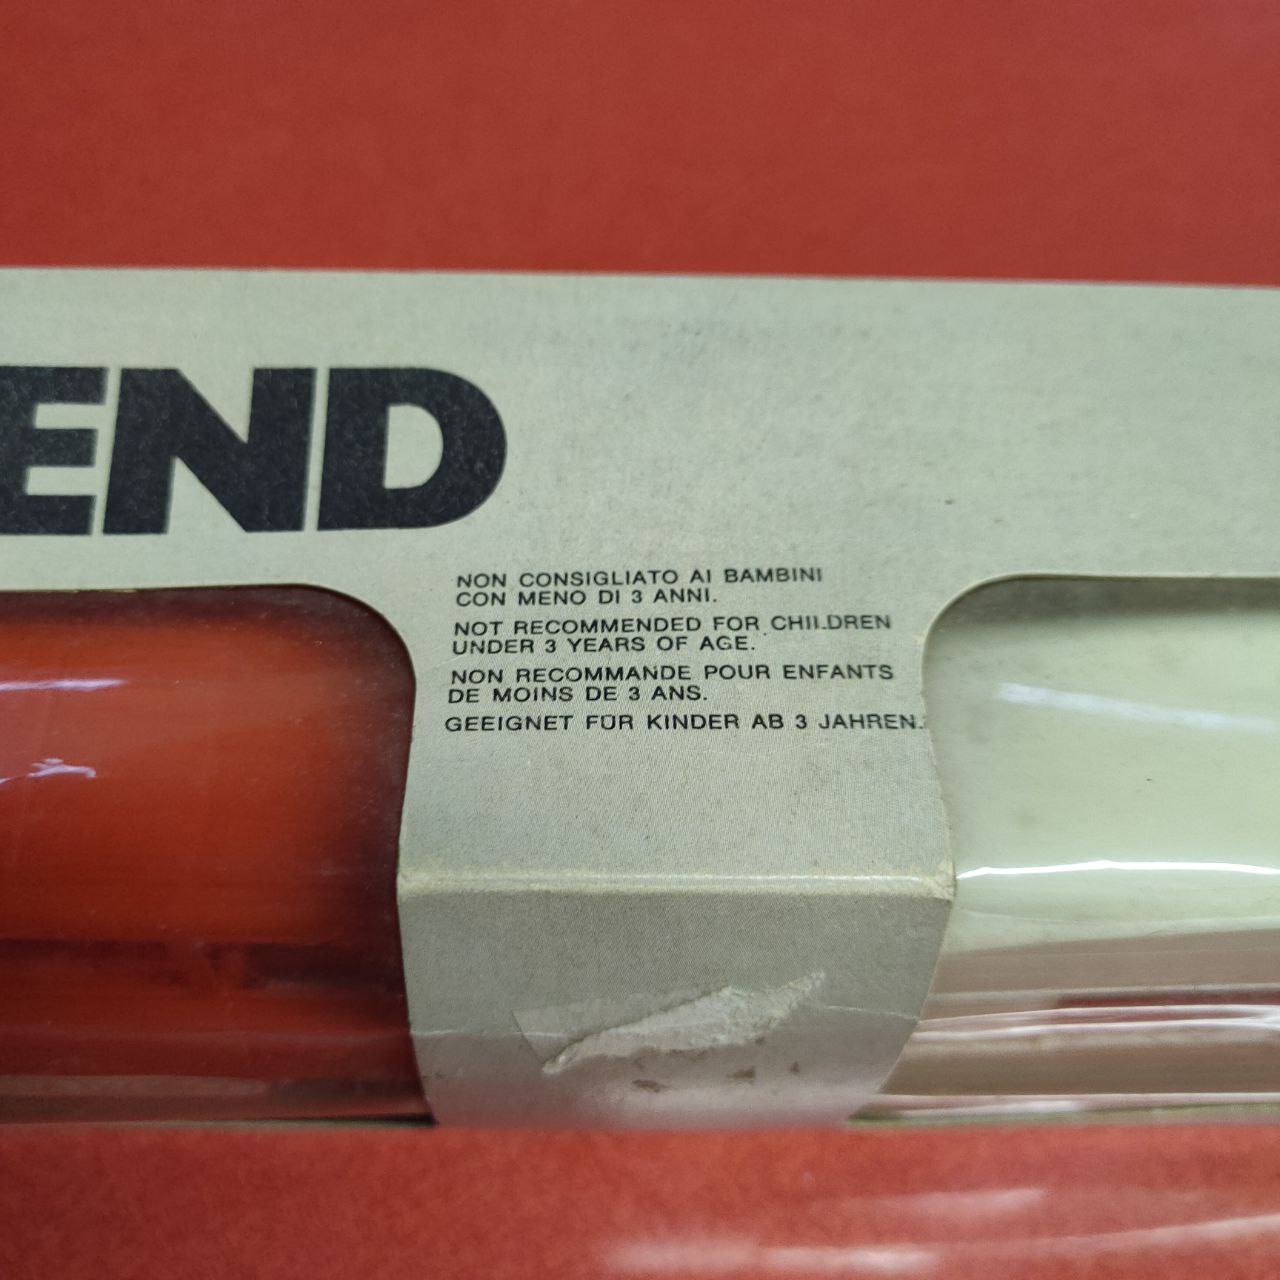 END
NON CONSIGLIATO AI BAMBINI
CON MENO DI 3 ANNI.
NOT RECOMMENDED FOR CHILDREN
UNDER 3 YEARS OF AGE.
NON RECOMMANDE POUR ENFANTS
DE MOINS DE 3 ANS.
GEEIGNET FÜR KINDER AB 3 JAHREN.